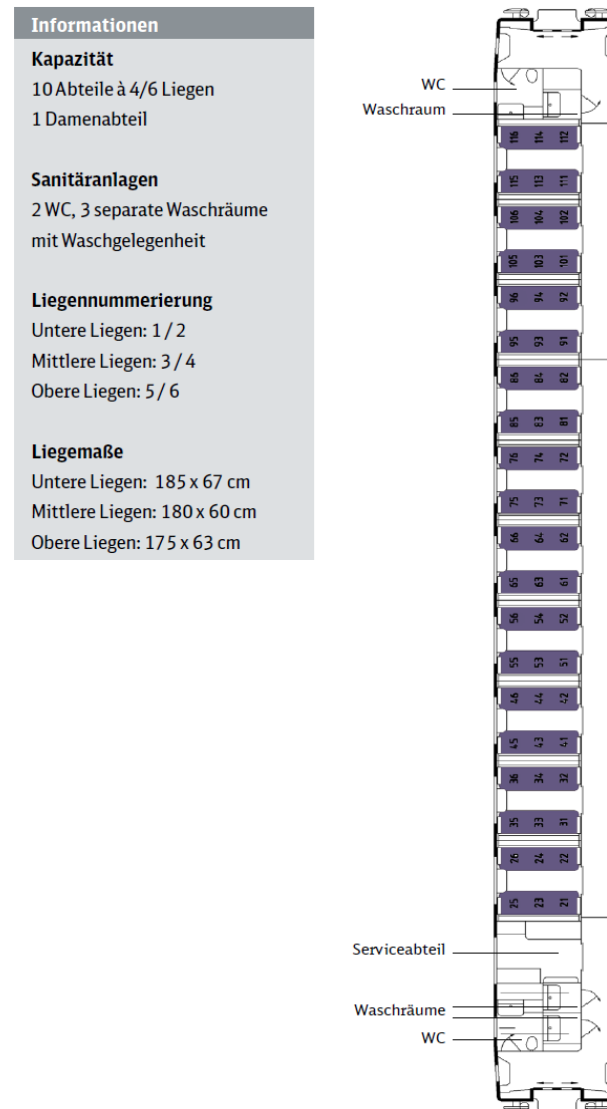 Informationen
Kapazität
10 Abteile à 4/6 Liegen
1 Damenabteil
Sanitäranlagen
2 WC, 3 separate Waschräume
mit Waschgelegenheit
Liegennummerierung
Untere Liegen: 1 / 2
Mittlere Liegen: 3 / 4
Obere Liegen: 5 / 6
Liegemaße
Untere Liegen: 185 x 67 cm
Mittlere Liegen: 180 x 60 cm
Obere Liegen: 175 x 63 cm
WC
Waschraum
116 114 112
115 113 111
106 104 102
105 103 101
96 94 92
95 93 91
86 84 82
85 83 81
76 74 72
75 73 71
66 64 62
65 63 61
56 54 52
55 53 51
46 44 42
45 43 41
36 34 32
35 33 31
26 24 22
25 23 21
Serviceabteil
Waschräume
WC